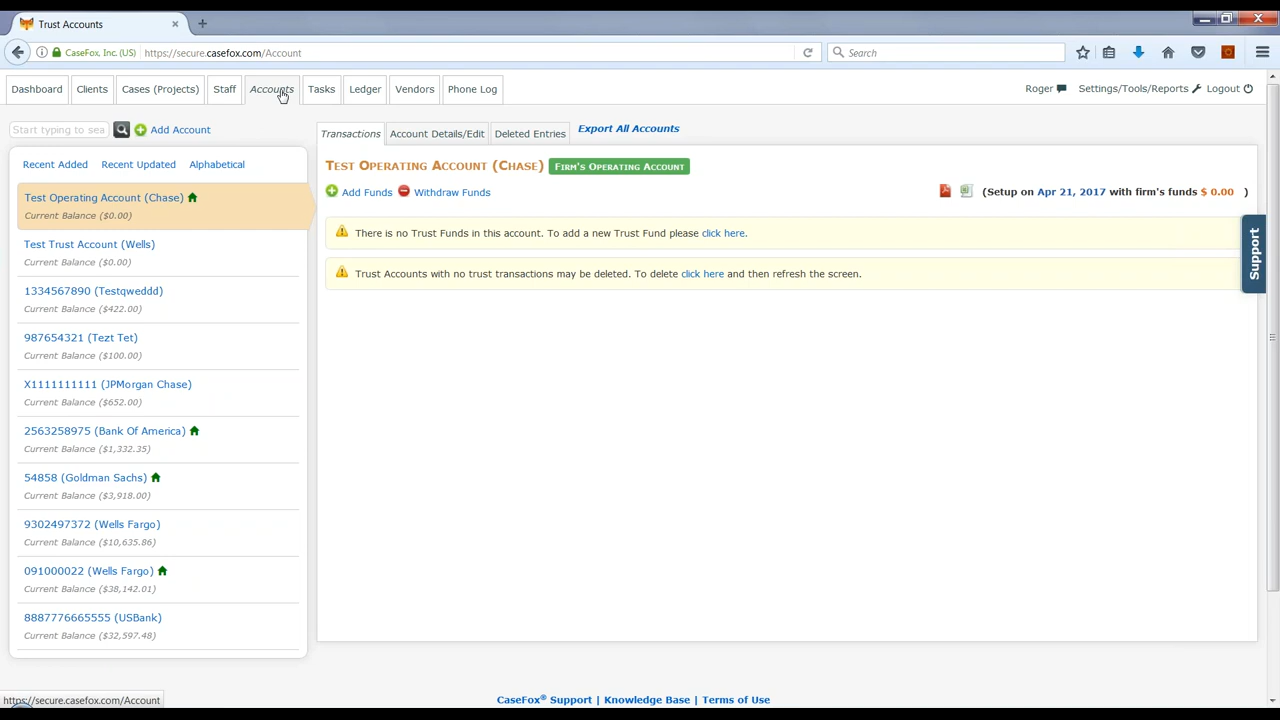 Trust Accounts
CaseFox, Inc. (US)
https://secure.casefox.com/Account
Search
Dashboard
Clients
Cases (Projects)
Staff
Accounts
Tasks
Ledger
Vendors
Phone Log
Roger
Settings/Tools/Reports
Logout
Start typing to sea
Add Account
Recent Added
Recent Updated
Alphabetical
Test Operating Account (Chase)
Current Balance ($0.00)
Test Trust Account (Wells)
Current Balance ($0.00)
1334567890 (Testqweddd)
Current Balance ($422.00)
987654321 (Tezt Tet)
Current Balance ($100.00)
X1111111111 (JPMorgan Chase)
Current Balance ($652.00)
2563258975 (Bank Of America)
Current Balance ($1,332.35)
54858 (Goldman Sachs)
Current Balance ($3,918.00)
9302497372 (Wells Fargo)
Current Balance ($10,635.86)
091000022 (Wells Fargo)
Current Balance ($38,142.01)
8887776665555 (USBank)
Current Balance ($32,597.48)
Transactions
Account Details/Edit
Deleted Entries
Export All Accounts
TEST OPERATING ACCOUNT (CHASE) FIRM'S OPERATING ACCOUNT
Add Funds
Withdraw Funds
(Setup on Apr 21, 2017 with firm's funds $ 0.00 )
There is no Trust Funds in this account. To add a new Trust Fund please click here.
Trust Accounts with no trust transactions may be deleted. To delete click here and then refresh the screen.
Support
https://secure.casefox.com/Account
CaseFox® Support | Knowledge Base | Terms of Use